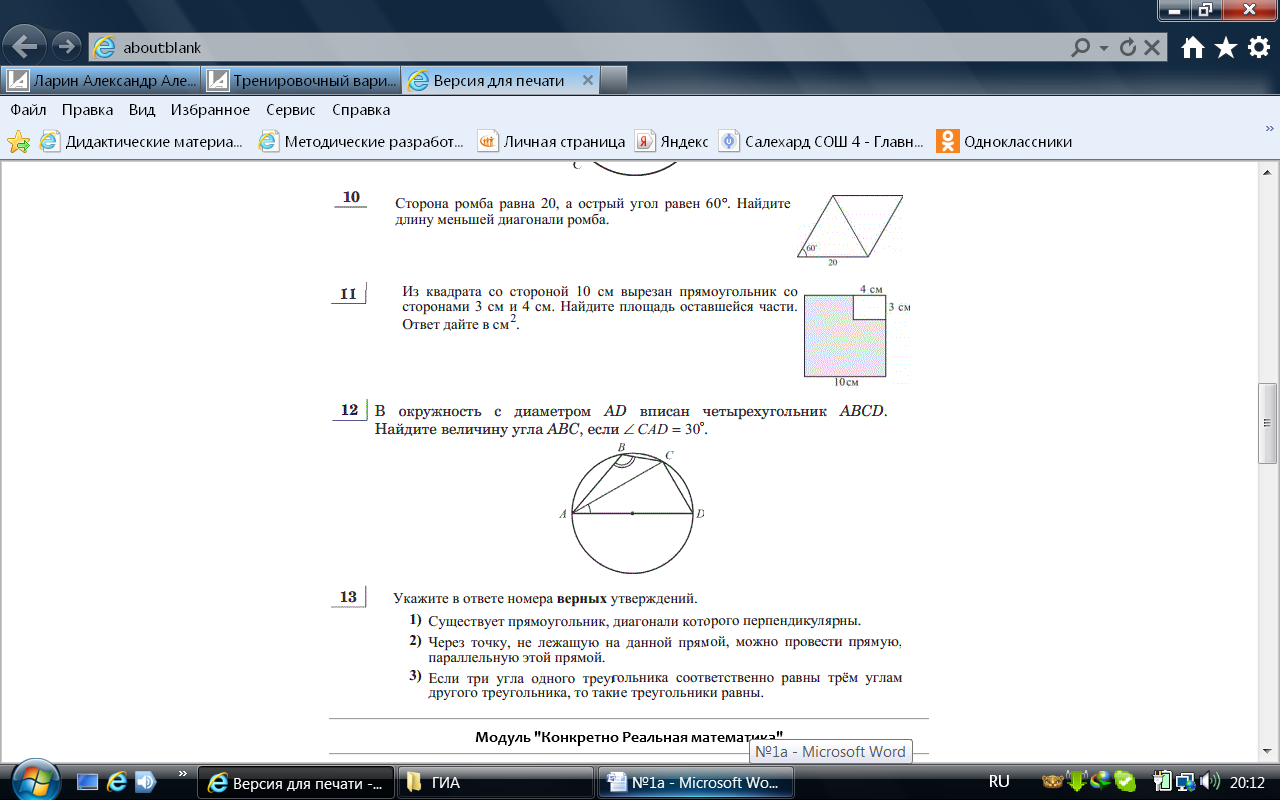 about:blank
Ларин Александр Але...
Тренировочный вари...
Версия для печати
Файл Правка Вид Избранное Сервис Справка
Дидактические материа...
Методические разработ...
Личная страница
Яндекс
Салехард СОШ 4 - Главн...
Одноклассники
C
10
Сторона ромба равна 20, а острый угол равен 60°. Найдите
длину меньшей диагонали ромба.
60°
20
11
Из квадрата со стороной 10 см вырезан прямоугольник со
сторонами 3 см и 4 см. Найдите площадь оставшейся части.
Ответ дайте в см².
4 см
3 см
10 см
12
В окружность с диаметром AD вписан четырехугольник ABCD.
Найдите величину угла ABC, если ∠ CAD = 30°.
B
C
A
D
13
Укажите в ответе номера верных утверждений.
1) Существует прямоугольник, диагонали которого перпендикулярны.
2) Через точку, не лежащую на данной прямой, можно провести прямую,
параллельную этой прямой.
3) Если три угла одного треугольника соответственно равны трём углам
другого треугольника, то такие треугольники равны.
Модуль "Конкретно Реальная математика"
№1а - Microsoft Word
Версия для печати -...
ГИА
№1а - Microsoft Wo...
RU
20:12